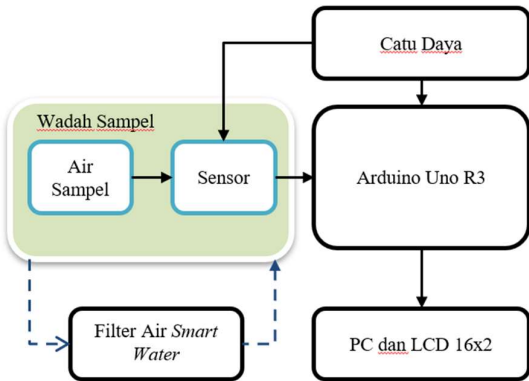 Catu Daya
Wadah Sampel
Air
Sampel
Sensor
Arduino Uno R3
Filter Air Smart
Water
PC dan LCD 16x2